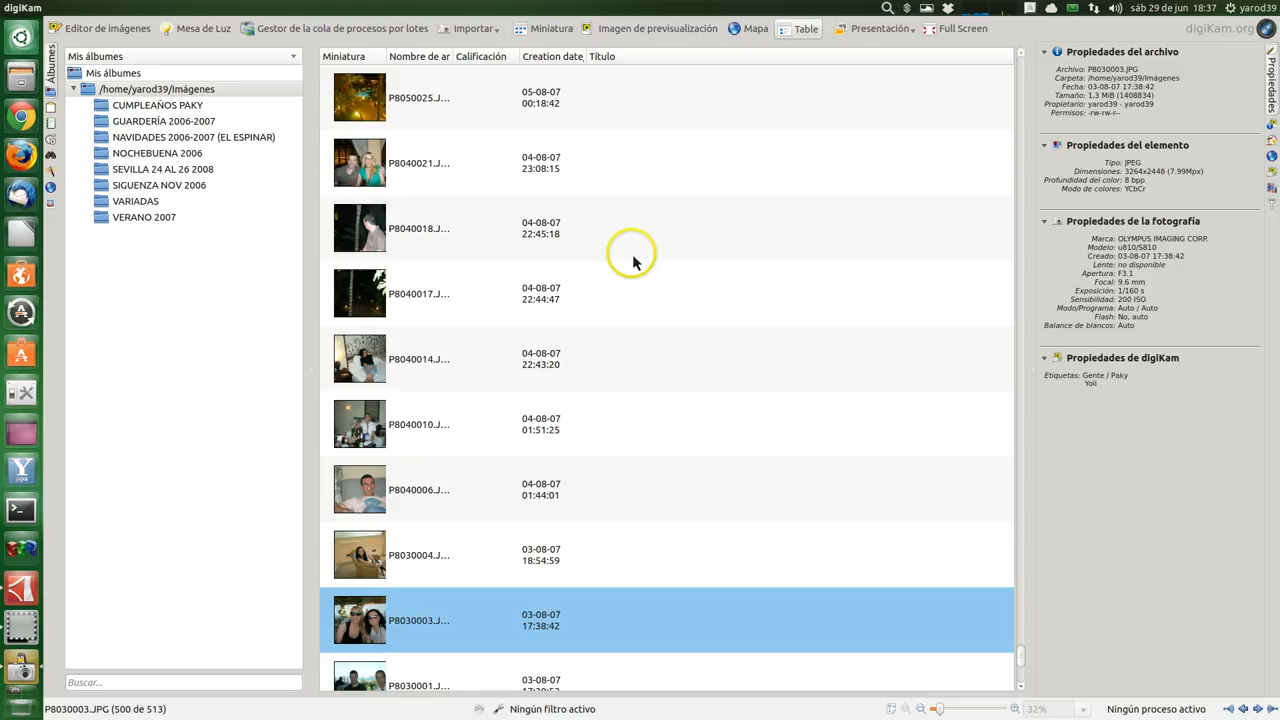 digiKam
sáb 29 de jun 18:37
yarod39
Editor de imágenes
Mesa de Luz
Gestor de la cola de procesos por lotes
Importar
Miniatura
Imagen de previsualización
Mapa
Table
Presentación
Full Screen
digiKam.org
Álbumes
Mis álbumes
Mis álbumes
/home/yarod39/Imágenes
CUMPLEAÑOS PAKY
GUARDERÍA 2006-2007
NAVIDADES 2006-2007 (EL ESPINAR)
NOCHEBUENA 2006
SEVILLA 24 AL 26 2008
SIGUENZA NOV 2006
VARIADAS
VERANO 2007
Buscar...
Miniatura Nombre de ar Calificación Creation date Título
P8050025.J... 05-08-07
00:18:42
P8040021.J... 04-08-07
23:08:15
P8040018.J... 04-08-07
22:45:18
P8040017.J... 04-08-07
22:44:47
P8040014.J... 04-08-07
22:43:20
P8040010.J... 04-08-07
01:51:25
P8040006.J... 04-08-07
01:44:01
P8030004.J... 03-08-07
18:54:59
P8030003.J... 03-08-07
17:38:42
P8030001.J... 03-08-07
Propiedades
Propiedades del archivo
Archivo: P8030003.JPG
Carpeta: /home/yarod39/Imágenes
Fecha: 03-08-07 17:38:42
Tamaño: 1,3 MiB (1408834)
Propietario: yarod39 - yarod39
Permisos: -rw-rw-r--
Propiedades del elemento
Tipo: JPEG
Dimensiones: 3264x2448 (7.99Mpx)
Profundidad del color: 8 bpp
Modo de colores: YCbCr
Propiedades de la fotografía
Marca: OLYMPUS IMAGING CORP.
Modelo: u810/S810
Creado: 03-08-07 17:38:42
Lente: no disponible
Apertura: F3.1
Focal: 9.6 mm
Exposición: 1/160 s
Sensibilidad: 200 ISO
Modo/Programa: Auto / Auto
Flash: No, auto
Balance de blancos: Auto
Propiedades de digiKam
Etiquetas: Gente / Paky
Yoli
P8030003.JPG (500 de 513)
Ningún filtro activo
32%
Ningún proceso activo